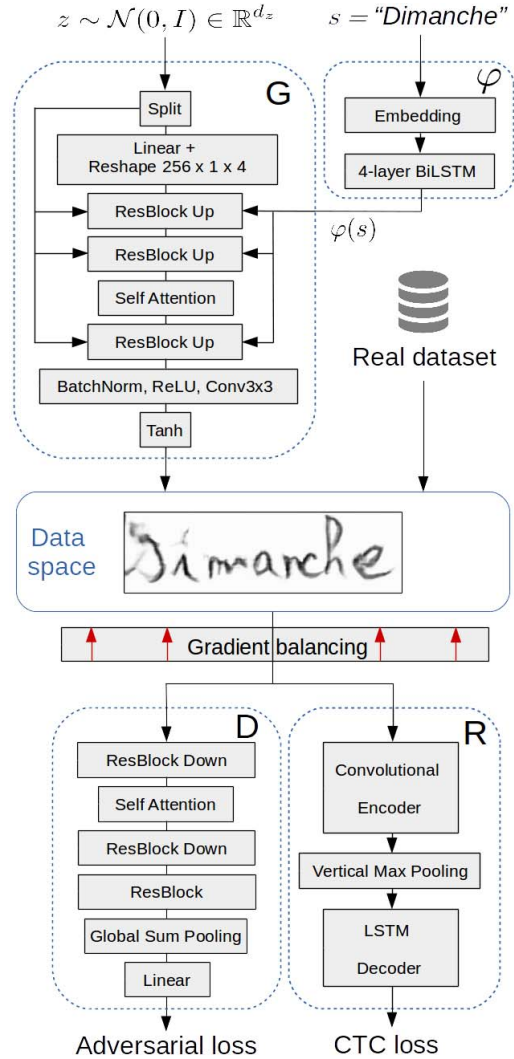 z ∼ 𝒩(0, I) ∈ ℝ^{d_z}
s = “Dimanche”
G
Split
Linear +
Reshape 256 x 1 x 4
ResBlock Up
ResBlock Up
Self Attention
ResBlock Up
BatchNorm, ReLU, Conv3x3
Tanh
φ
Embedding
4-layer BiLSTM
φ(s)
Real dataset
Data
space
Dimanche
Gradient balancing
D
ResBlock Down
Self Attention
ResBlock Down
ResBlock
Global Sum Pooling
Linear
Adversarial loss
R
Convolutional
Encoder
Vertical Max Pooling
LSTM
Decoder
CTC loss